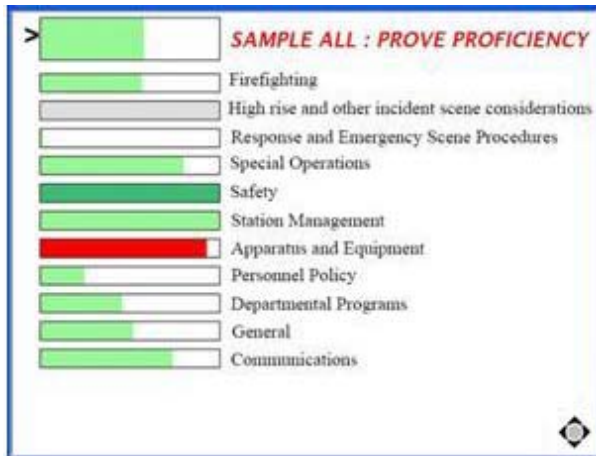 > SAMPLE ALL : PROVE PROFICIENCY
Firefighting
High rise and other incident scene considerations
Response and Emergency Scene Procedures
Special Operations
Safety
Station Management
Apparatus and Equipment
Personnel Policy
Departmental Programs
General
Communications